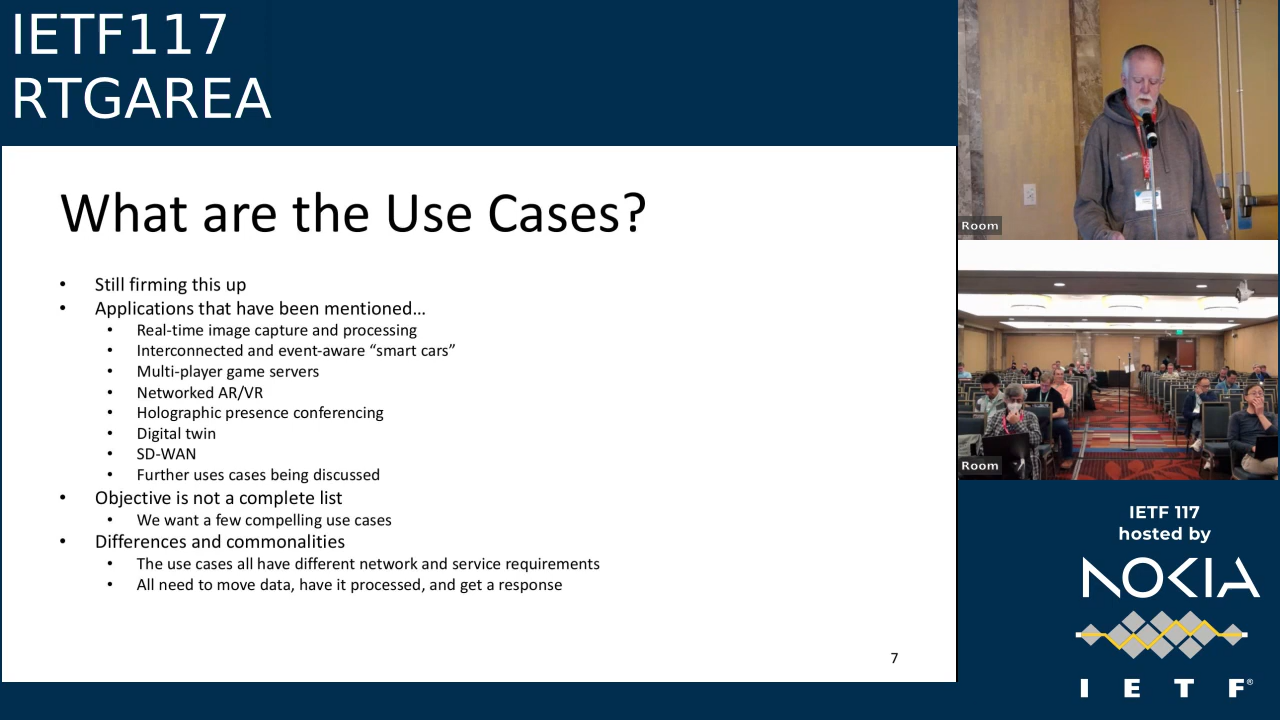 IETF117
RTGAREA
What are the Use Cases?
• Still firming this up
• Applications that have been mentioned…
• Real-time image capture and processing
• Interconnected and event-aware “smart cars”
• Multi-player game servers
• Networked AR/VR
• Holographic presence conferencing
• Digital twin
• SD-WAN
• Further uses cases being discussed
• Objective is not a complete list
• We want a few compelling use cases
• Differences and commonalities
• The use cases all have different network and service requirements
• All need to move data, have it processed, and get a response
7
Room
Room
IETF 117
hosted by
NOKIA
I E T F®